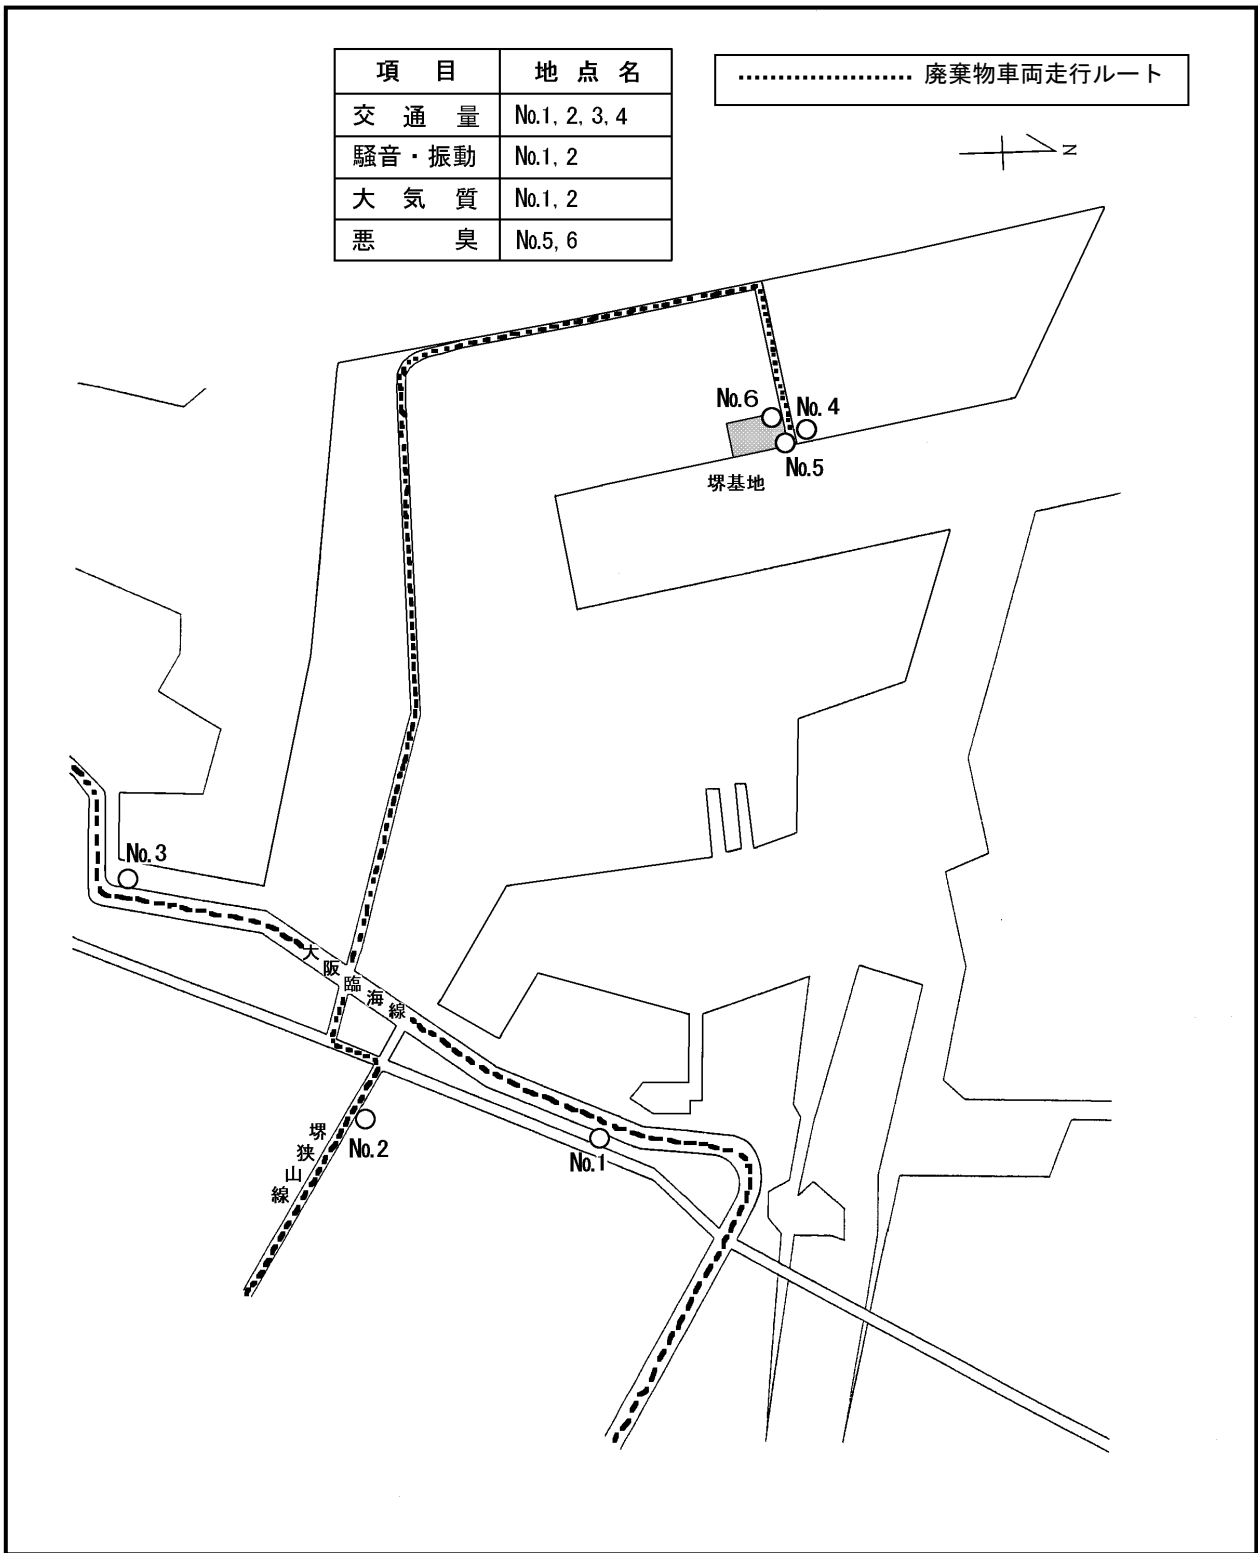 項 目 地 点 名
交 通 量 No.1, 2, 3, 4
騒音・振動 No.1, 2
大 気 質 No.1, 2
悪 臭 No.5, 6
廃棄物車両走行ルート
N
No.6
No.4
No.5
堺基地
No.3
大阪臨海線
No.2
No.1
堺狭山線